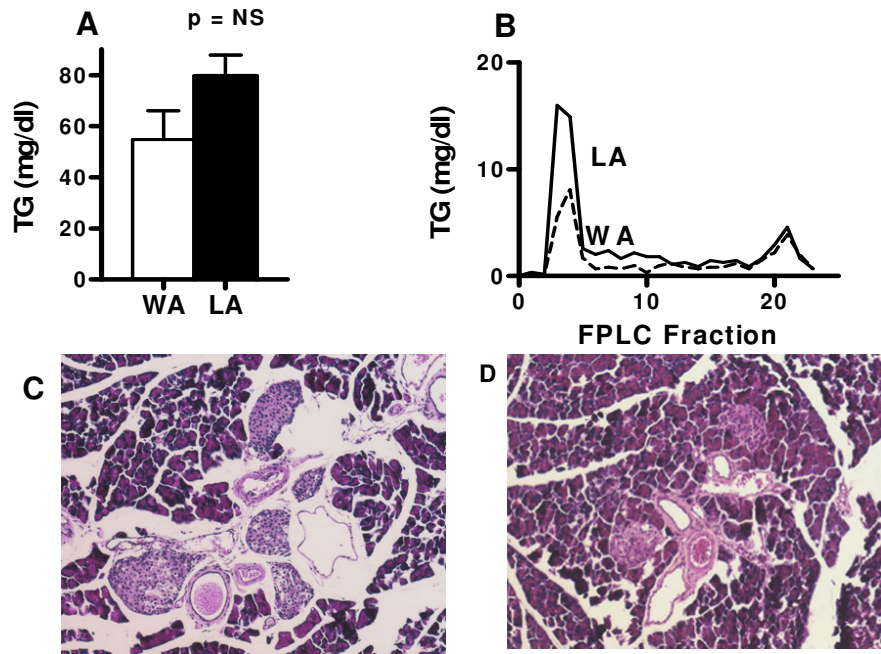 A
p = NS
TG (mg/dl)
80
60
40
20
0
WA
LA
B
TG (mg/dl)
20
10
0
LA
WA
0
10
20
FPLC Fraction
C
D